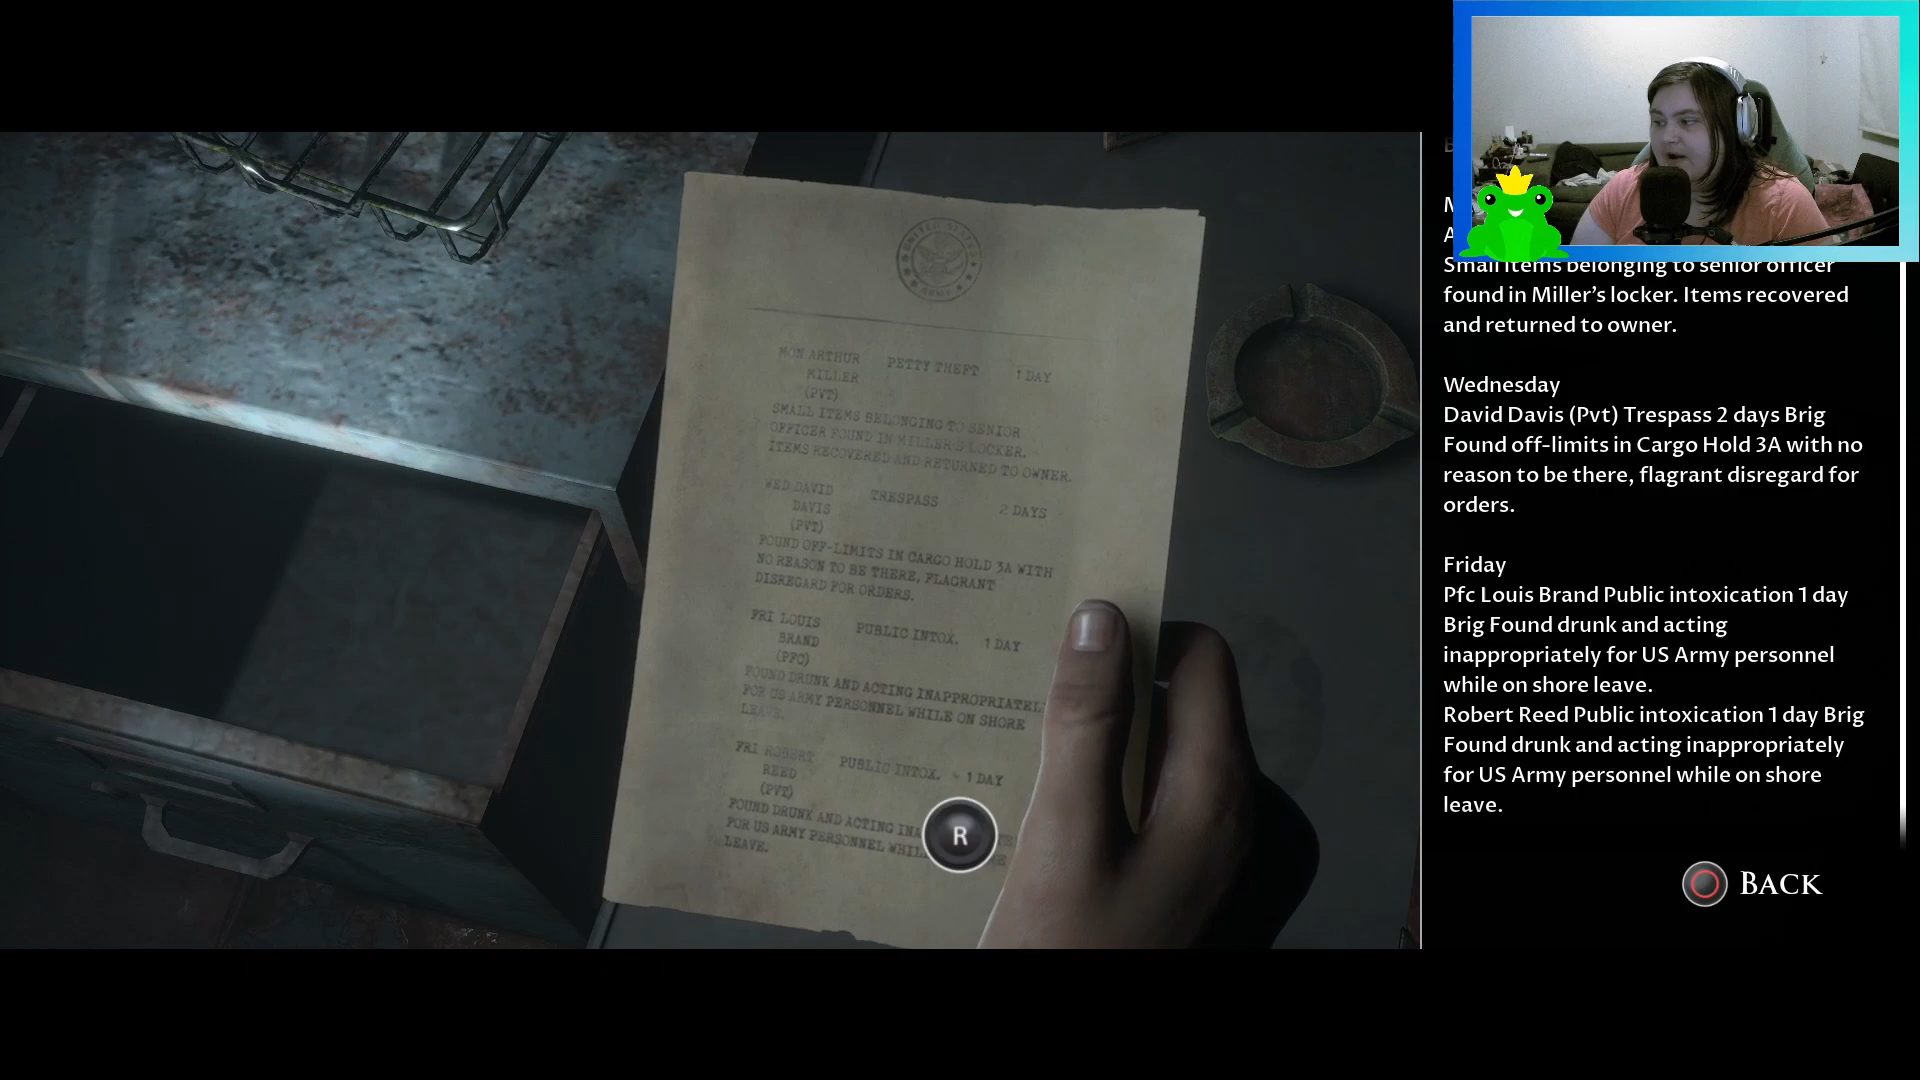 UNITED STATES
ARMY
MON ARTHUR PETTY THEFT 1 DAY
MILLER
(PVT)
SMALL ITEMS BELONGING TO SENIOR
OFFICER FOUND IN MILLER'S LOCKER.
ITEMS RECOVERED AND RETURNED TO OWNER.
WED DAVID TRESPASS 2 DAYS
DAVIS
(PVT)
FOUND OFF-LIMITS IN CARGO HOLD 3A WITH
NO REASON TO BE THERE, FLAGRANT
DISREGARD FOR ORDERS.
FRI LOUIS PUBLIC INTOX. 1 DAY
BRAND
(PFC)
FOUND DRUNK AND ACTING INAPPROPRIATEL
FOR US ARMY PERSONNEL WHILE ON SHORE
LEAVE.
FRI ROBERT PUBLIC INTOX. 1 DAY
REED
(PVT)
FOUND DRUNK AND ACTING INA
FOR US ARMY PERSONNEL WHIL
LEAVE.
R
Small items belonging to senior officer
found in Miller's locker. Items recovered
and returned to owner.
Wednesday
David Davis (Pvt) Trespass 2 days Brig
Found off-limits in Cargo Hold 3A with no
reason to be there, flagrant disregard for
orders.
Friday
Pfc Louis Brand Public intoxication 1 day
Brig Found drunk and acting
inappropriately for US Army personnel
while on shore leave.
Robert Reed Public intoxication 1 day Brig
Found drunk and acting inappropriately
for US Army personnel while on shore
leave.
BACK